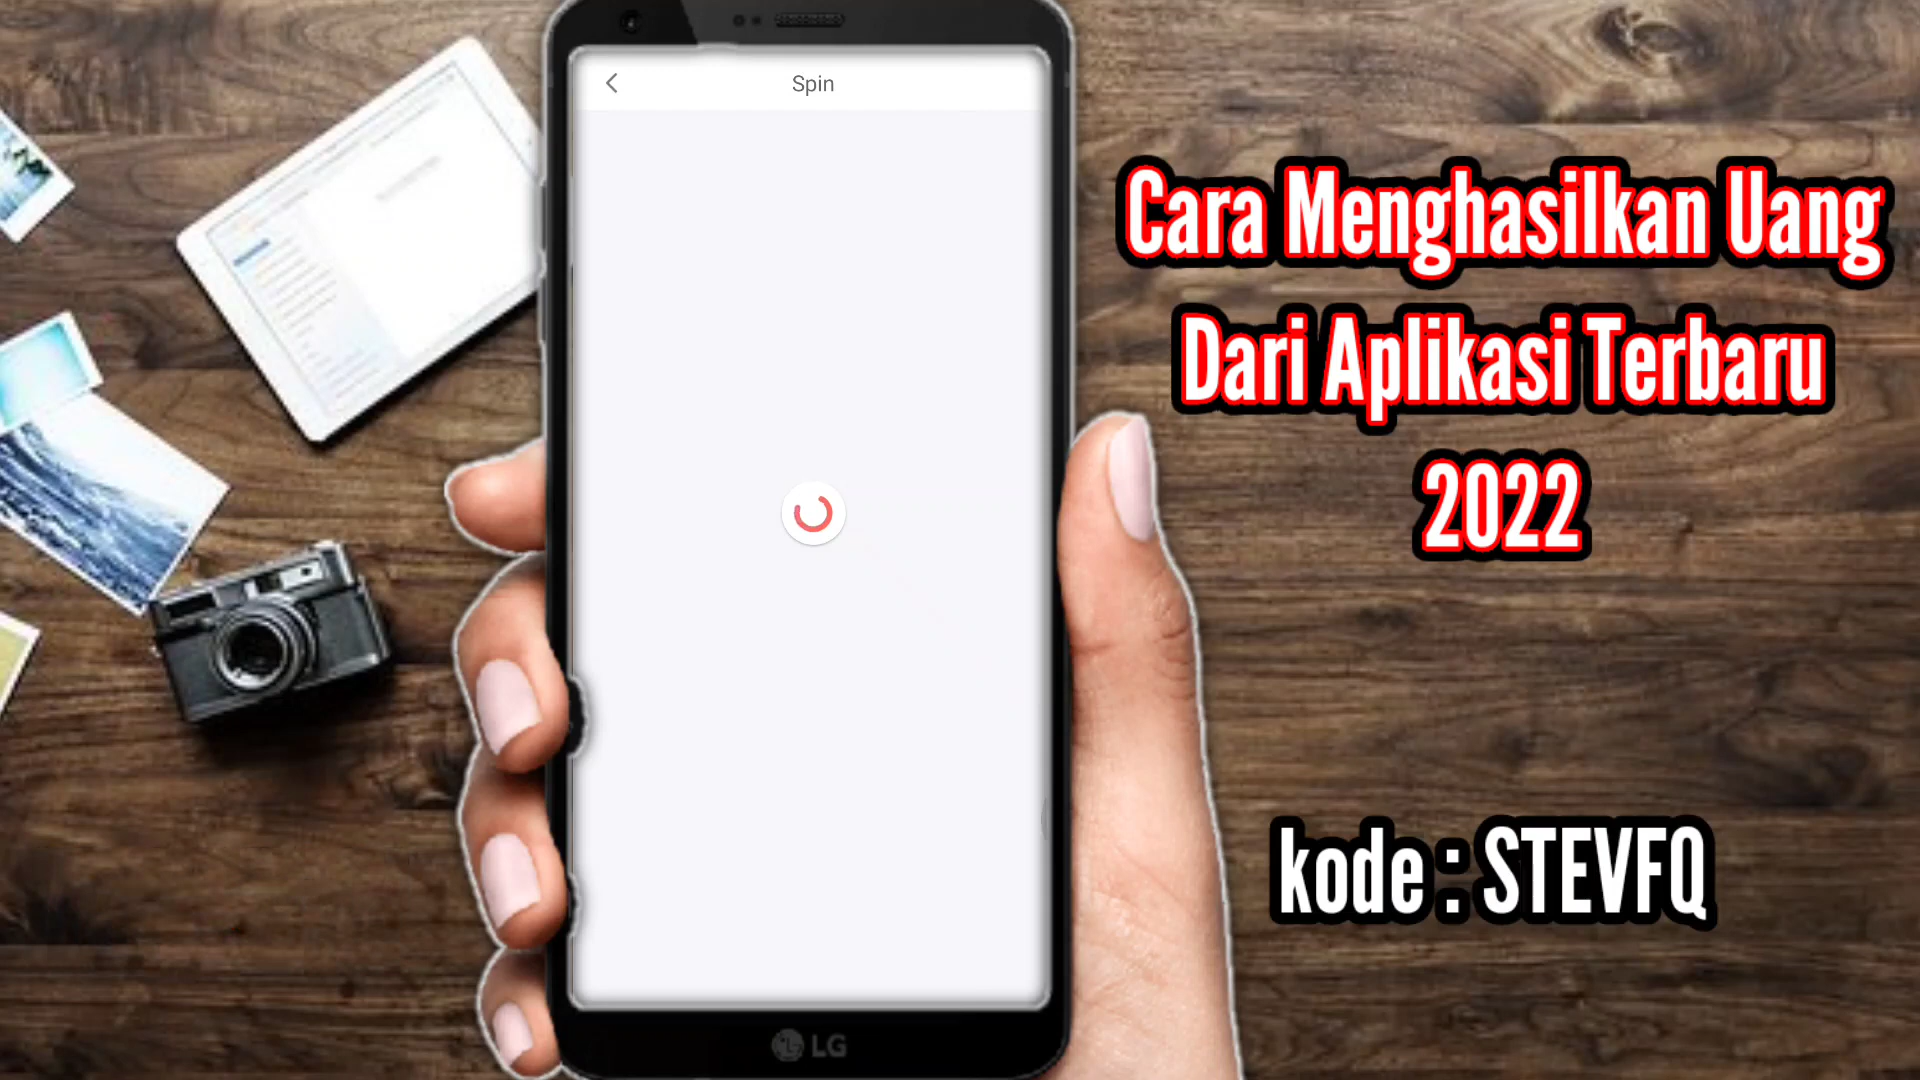 Spin
Cara Menghasilkan Uang
Dari Aplikasi Terbaru
2022
kode : STEVFQ
LG